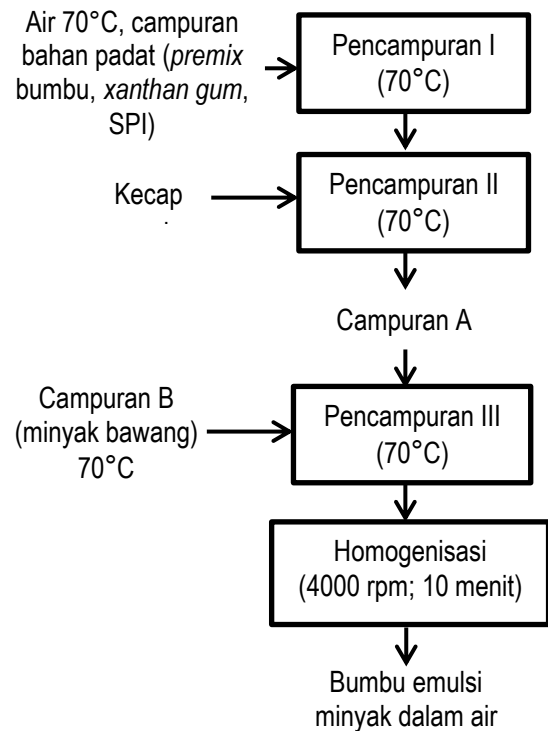 Air 70°C, campuran
bahan padat (premix
bumbu, xanthan gum,
SPI)
Pencampuran I
(70°C)
Kecap
Pencampuran II
(70°C)
Campuran A
Campuran B
(minyak bawang)
70°C
Pencampuran III
(70°C)
Homogenisasi
(4000 rpm; 10 menit)
Bumbu emulsi
minyak dalam air